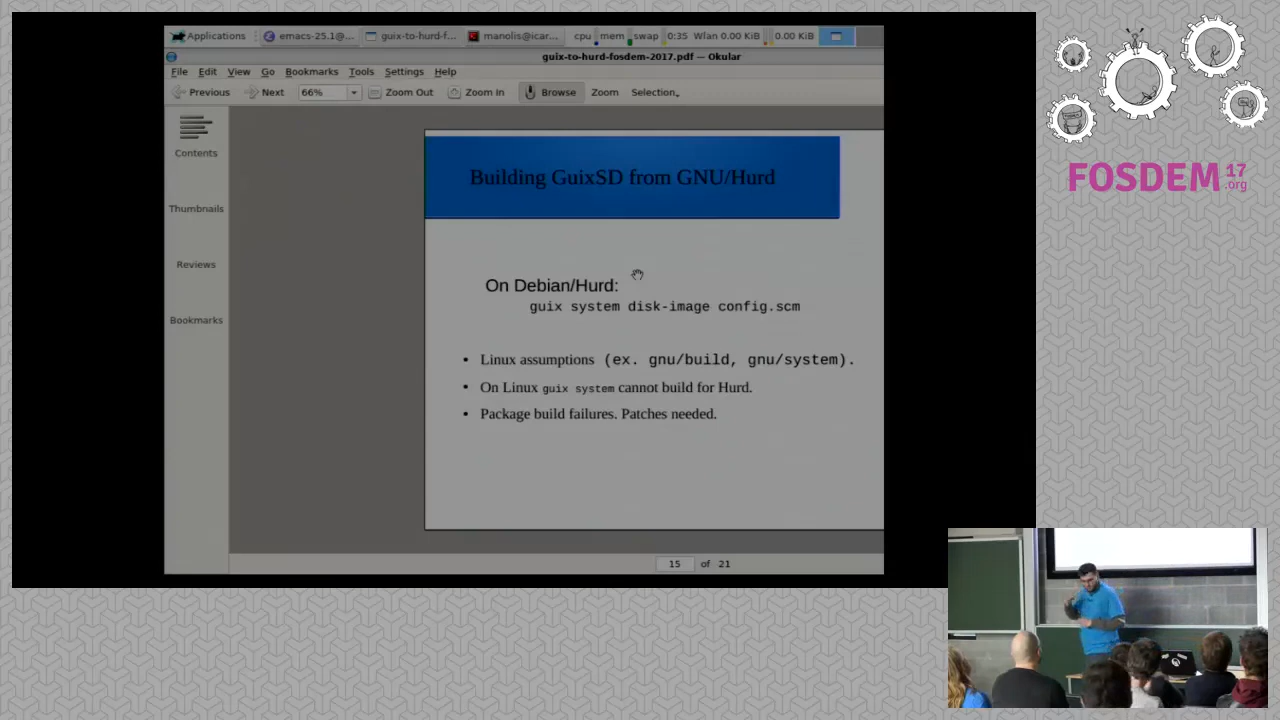 Applications
emacs-25.1@...
guix-to-hurd-f...
manolis@icar...
cpu
mem
swap
0:35
Wlan 0.00 KiB
0.00 KiB
guix-to-hurd-fosdem-2017.pdf — Okular
File Edit View Go Bookmarks Tools Settings Help
Previous Next 66% Zoom Out Zoom In Browse Zoom Selection
Contents
Thumbnails
Reviews
Bookmarks
Building GuixSD from GNU/Hurd
On Debian/Hurd:
guix system disk-image config.scm
• Linux assumptions (ex. gnu/build, gnu/system).
• On Linux guix system cannot build for Hurd.
• Package build failures. Patches needed.
15 of 21
FOSDEM 17
.org